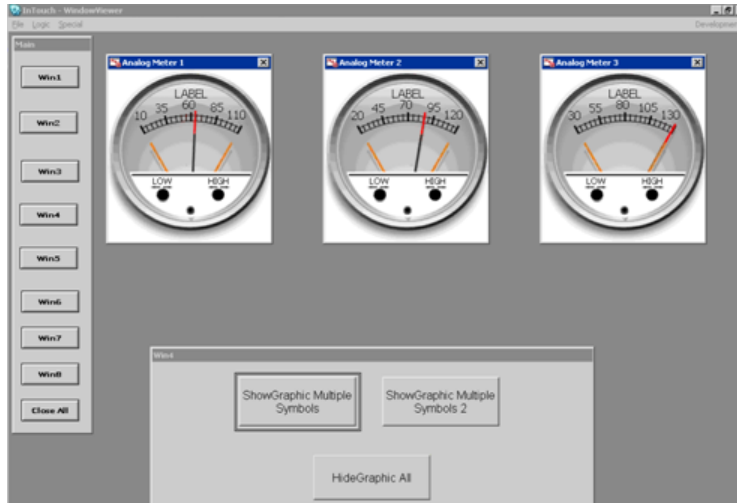 InTouch - WindowViewer
File Logic Special
Development
Main
Win1
Win2
Win3
Win4
Win5
Win6
Win7
Win8
Close All
Analog Meter 1
LABEL
10 35 60 85 110
LOW HIGH
Analog Meter 2
LABEL
20 45 70 95 120
LOW HIGH
Analog Meter 3
LABEL
30 55 80 105 130
LOW HIGH
Win4
ShowGraphic Multiple
Symbols
ShowGraphic Multiple
Symbols 2
HideGraphic All